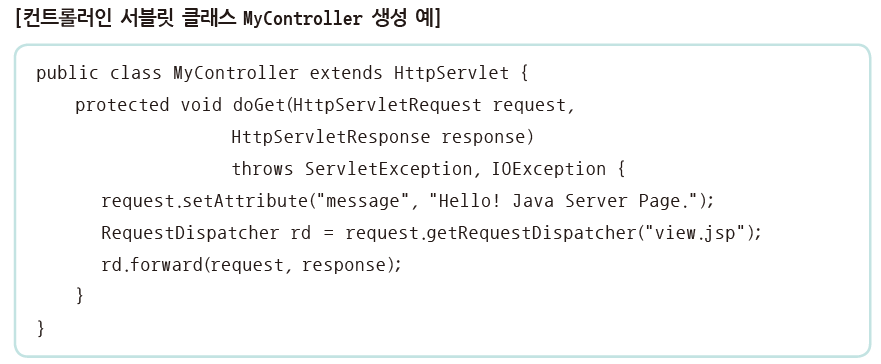 [컨트롤러인 서블릿 클래스 MyController 생성 예]
public class MyController extends HttpServlet {
protected void doGet(HttpServletRequest request,
HttpServletResponse response)
throws ServletException, IOException {
request.setAttribute("message", "Hello! Java Server Page.");
RequestDispatcher rd = request.getRequestDispatcher("view.jsp");
rd.forward(request, response);
}
}